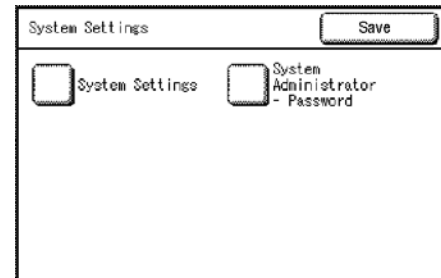 System Settings
Save
System Settings
System
Administrator
- Password